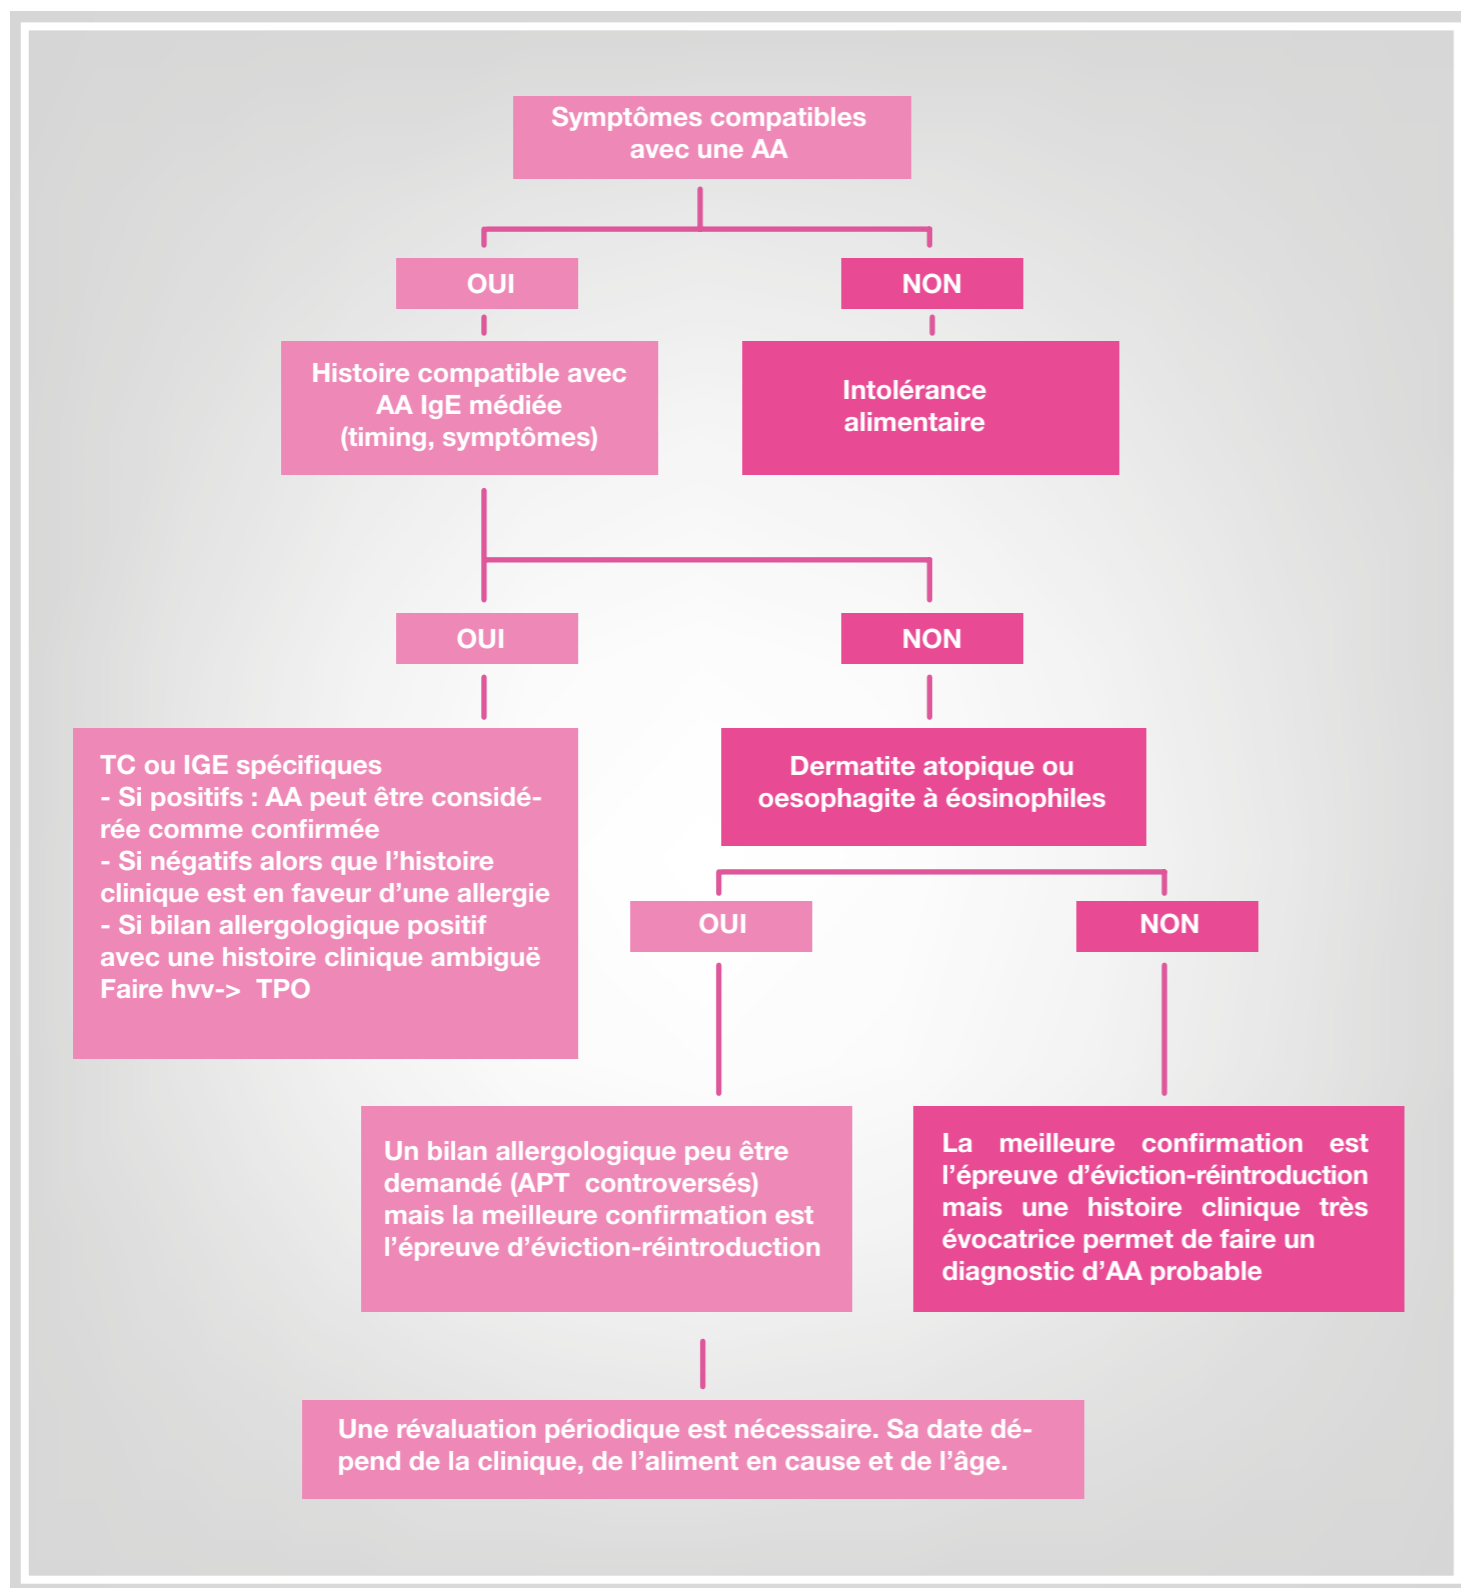 Symptômes compatibles
avec une AA
OUI
NON
Histoire compatible avec
AA IgE médiée
(timing, symptômes)
Intolérance
alimentaire
OUI
NON
TC ou IGE spécifiques
- Si positifs : AA peut être considé-
rée comme confirmée
- Si négatifs alors que l'histoire
clinique est en faveur d'une allergie
- Si bilan allergologique positif
avec une histoire clinique ambiguë
Faire hvv-> TPO
Dermatite atopique ou
oesophagite à éosinophiles
OUI
NON
Un bilan allergologique peu être
demandé (APT controversés)
mais la meilleure confirmation est
l'épreuve d'éviction-réintroduction
La meilleure confirmation est
l'épreuve d'éviction-réintroduction
mais une histoire clinique très
évocatrice permet de faire un
diagnostic d'AA probable
Une révaluation périodique est nécessaire. Sa date dé-
pend de la clinique, de l'aliment en cause et de l'âge.